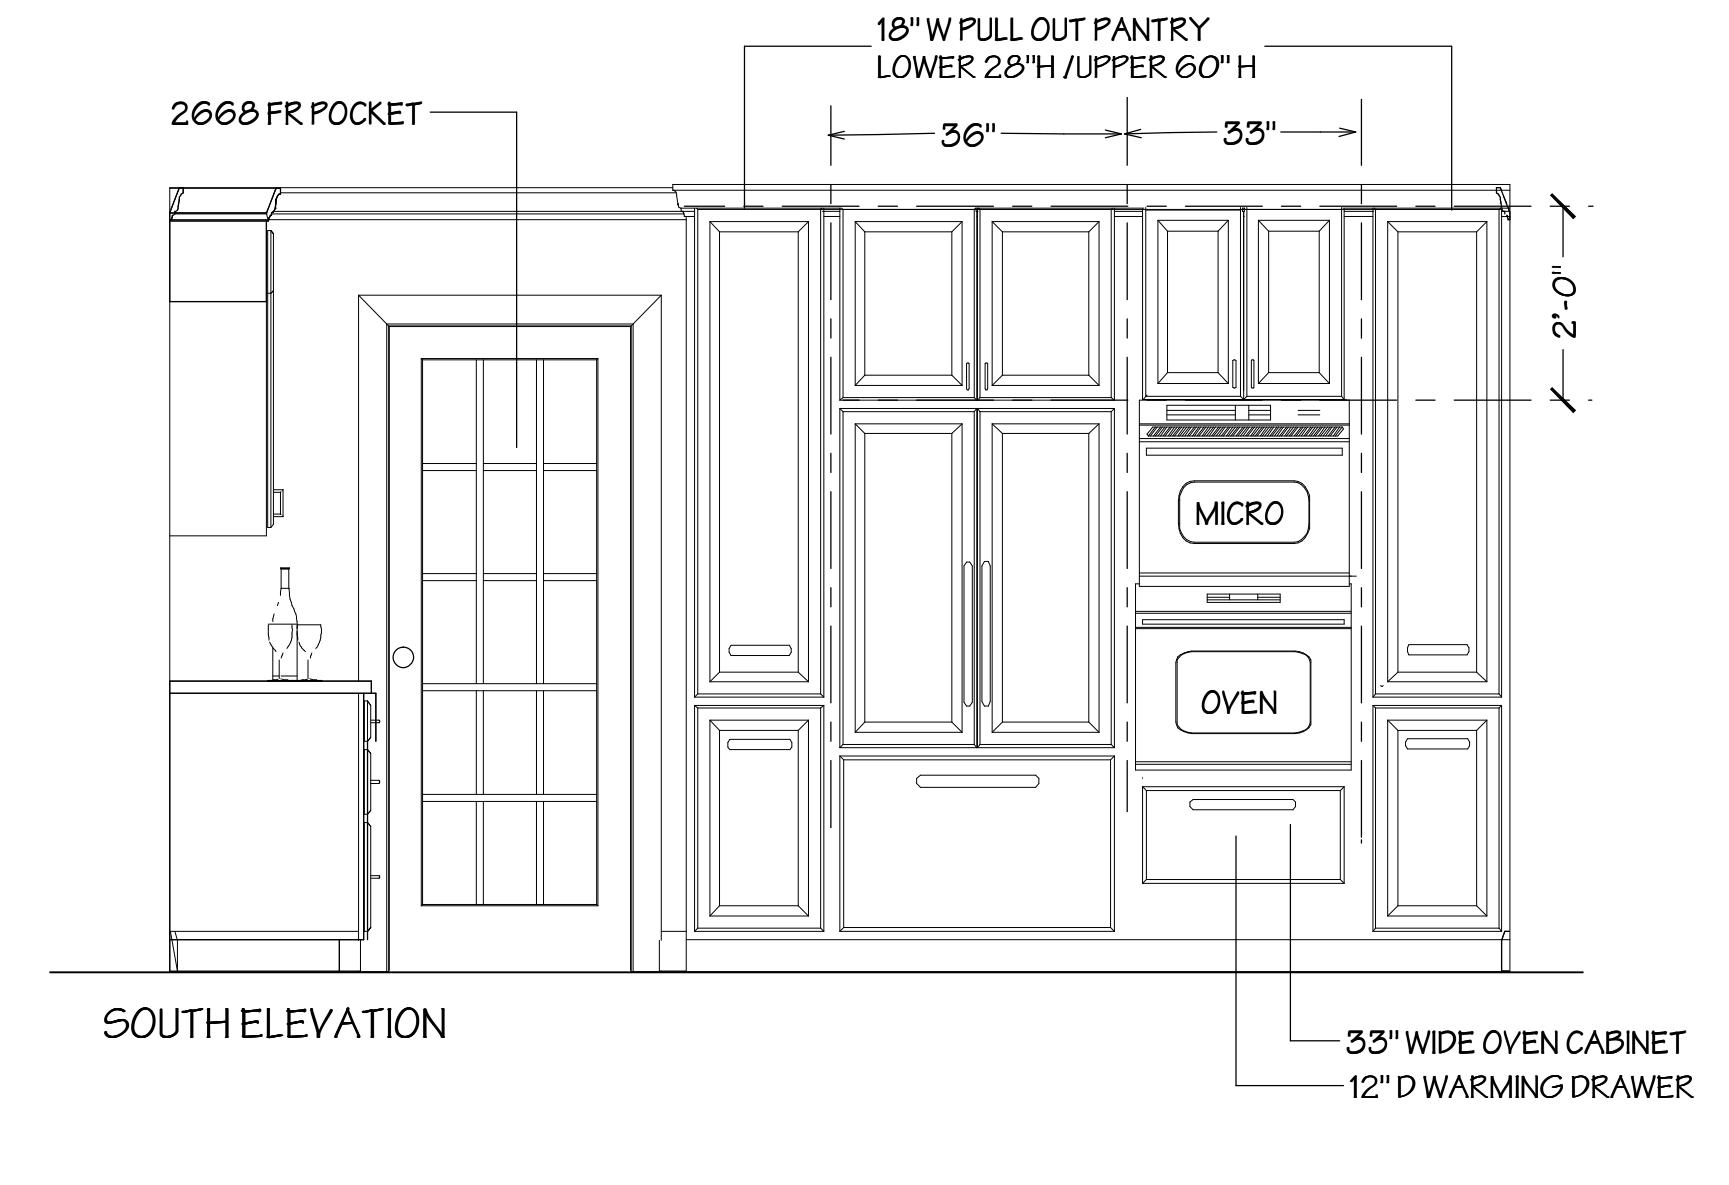 18" W PULL OUT PANTRY
LOWER 28"H /UPPER 60" H
2668 FR POCKET
36"
33"
2'-0"
MICRO
OVEN
SOUTH ELEVATION
33" WIDE OVEN CABINET
12" D WARMING DRAWER